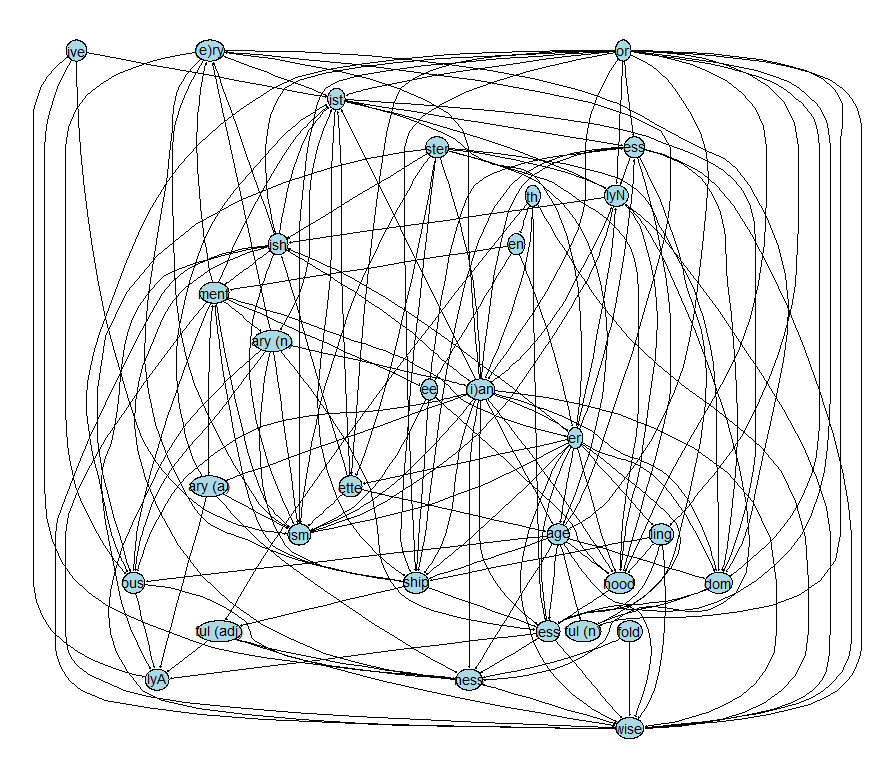 ive
e)ry
or
ist
ster
ess
th
lyN
ish
en
ment
ary (n)
ee
i)an
er
ary (a)
ette
ism
age
ling
ous
ship
hood
dom
ful (adj)
ess
ful (n)
fold
lyA
ness
wise